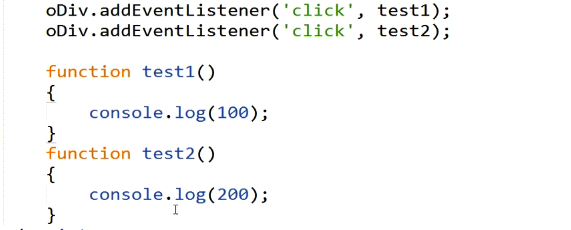 oDiv.addEventListener('click', test1);
oDiv.addEventListener('click', test2);
function test1()
{
console.log(100);
}
function test2()
{
console.log(200);
}